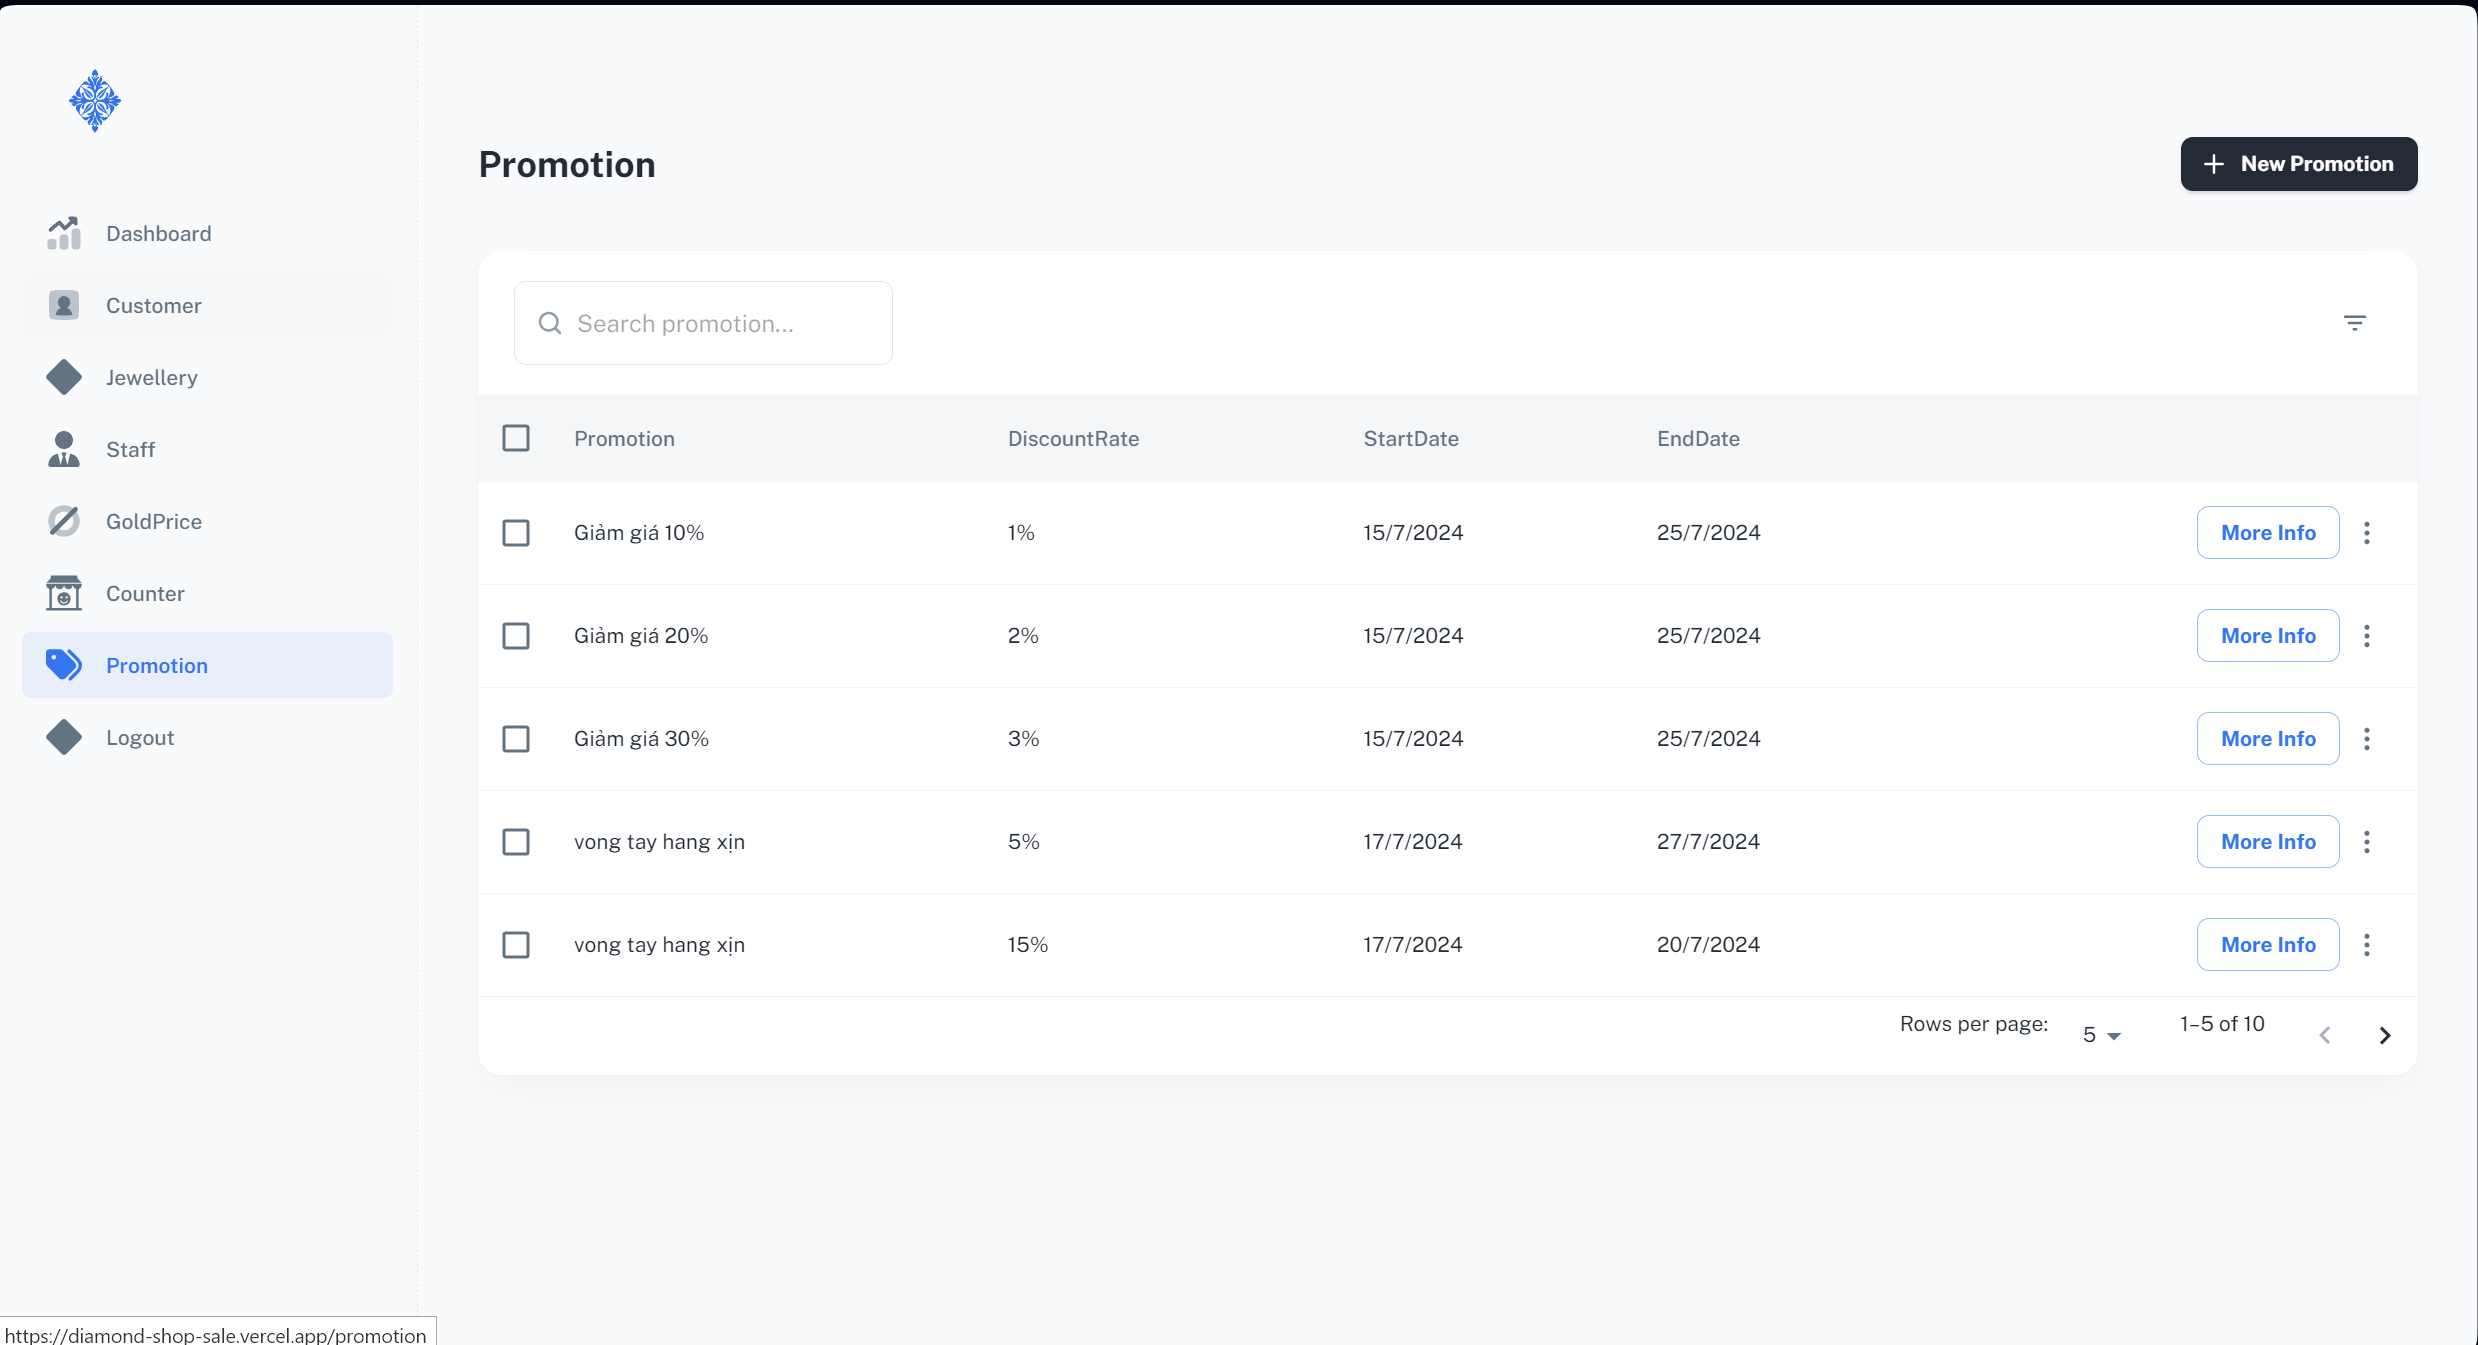 Dashboard
Customer
Jewellery
Staff
GoldPrice
Counter
Promotion
Logout
Promotion
New Promotion
Search promotion...
Promotion DiscountRate StartDate EndDate
Giảm giá 10% 1% 15/7/2024 25/7/2024 More Info
Giảm giá 20% 2% 15/7/2024 25/7/2024 More Info
Giảm giá 30% 3% 15/7/2024 25/7/2024 More Info
vong tay hang xịn 5% 17/7/2024 27/7/2024 More Info
vong tay hang xịn 15% 17/7/2024 20/7/2024 More Info
Rows per page: 5 1–5 of 10
https://diamond-shop-sale.vercel.app/promotion